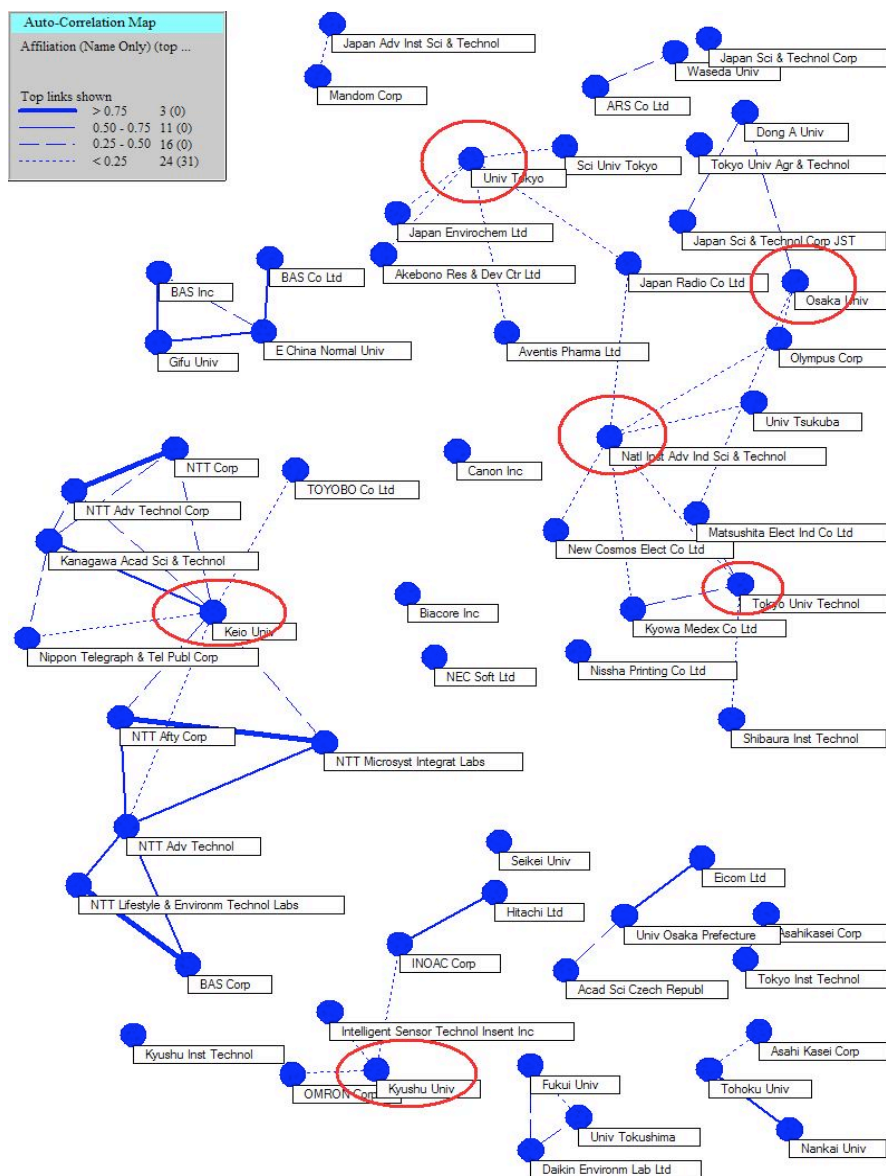 Auto-Correlation Map
Affiliation (Name Only) (top ...
Top links shown
> 0.75 3 (0)
0.50 - 0.75 11 (0)
0.25 - 0.50 16 (0)
< 0.25 24 (31)
Japan Adv Inst Sci & Technol
Mandom Corp
Japan Sci & Technol Corp
Waseda Univ
ARS Co Ltd
Dong A Univ
Univ Tokyo
Sci Univ Tokyo
Tokyo Univ Agr & Technol
Japan Envirochem Ltd
Japan Sci & Technol Corp JST
Akebono Res & Dev Ctr Ltd
Japan Radio Co Ltd
BAS Co Ltd
BAS Inc
Osaka Univ
Gifu Univ
E China Normal Univ
Aventis Pharma Ltd
Olympus Corp
Univ Tsukuba
Natl Inst Adv Ind Sci & Technol
NTT Corp
Canon Inc
TOYOBO Co Ltd
NTT Adv Technol Corp
Matsushita Elect Ind Co Ltd
New Cosmos Elect Co Ltd
Kanagawa Acad Sci & Technol
Tokyo Univ Technol
Biacore Inc
Keio Univ
Kyowa Medex Co Ltd
Nippon Telegraph & Tel Publ Corp
NEC Soft Ltd
Nissha Printing Co Ltd
NTT Afty Corp
Shibaura Inst Technol
NTT Microsyst Integrat Labs
NTT Adv Technol
Seikei Univ
Eicom Ltd
NTT Lifestyle & Environm Technol Labs
Hitachi Ltd
Univ Osaka Prefecture
Asahikasei Corp
INOAC Corp
BAS Corp
Acad Sci Czech Republ
Tokyo Inst Technol
Intelligent Sensor Technol Insent Inc
Kyushu Inst Technol
Asahi Kasei Corp
OMRON Corp
Kyushu Univ
Fukui Univ
Tohoku Univ
Univ Tokushima
Nankai Univ
Daikin Environm Lab Ltd